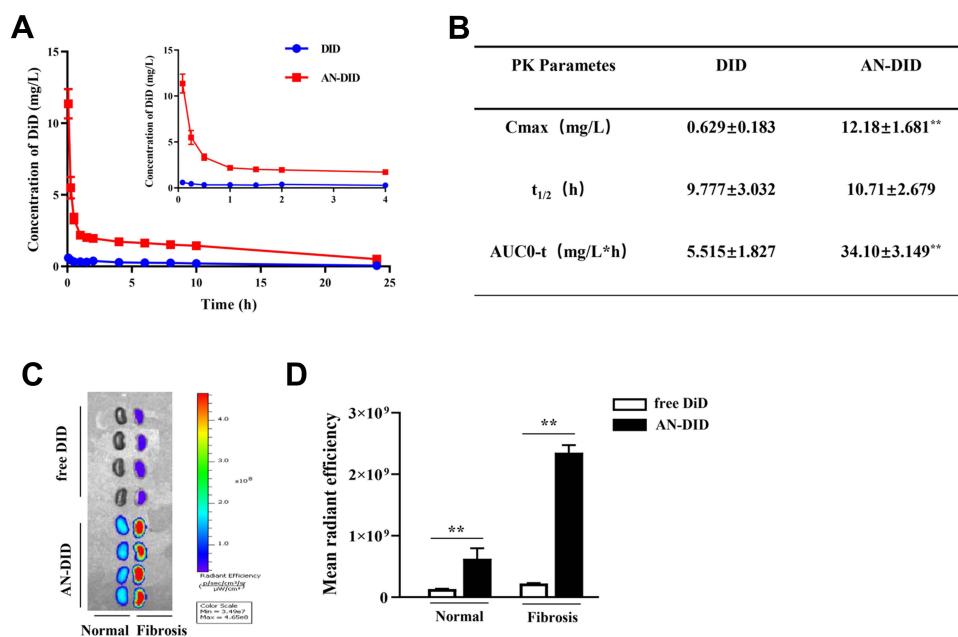 A
Concentration of DiD (mg/L)
15
10
5
0
0 5 10 15 20 25
Time (h)
Concentration of DiD (mg/L)
15
10
5
0
0 1 2 3 4
DID
AN-DID
B
PK Parametes DID AN-DID
Cmax (mg/L) 0.629±0.183 12.18±1.681**
t1/2 (h) 9.777±3.032 10.71±2.679
AUC0-t (mg/L*h) 5.515±1.827 34.10±3.149**
C
free DID
AN-DID
Normal Fibrosis
4.0
3.0
×10⁸
2.0
1.0
Radiant Efficiency
(p/sec/cm²/sr / µW/cm²)
Color Scale
Min = 3.49e7
Max = 4.65e8
D
Mean radiant efficiency
3×10⁹
2×10⁹
1×10⁹
0
** **
Normal Fibrosis
free DiD
AN-DID